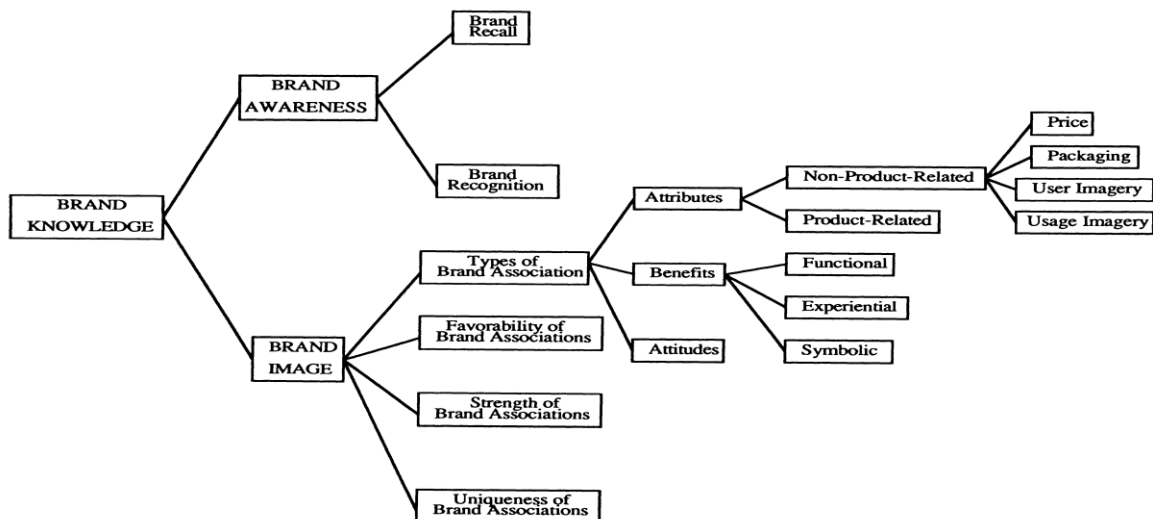 Brand
Recall
BRAND
AWARENESS
Brand
Recognition
BRAND
KNOWLEDGE
Types of
Brand Association
Favorability of
Brand Associations
BRAND
IMAGE
Strength of
Brand Associations
Uniqueness of
Brand Associations
Attributes
Benefits
Attitudes
Non-Product-Related
Product-Related
Functional
Experiential
Symbolic
Price
Packaging
User Imagery
Usage Imagery